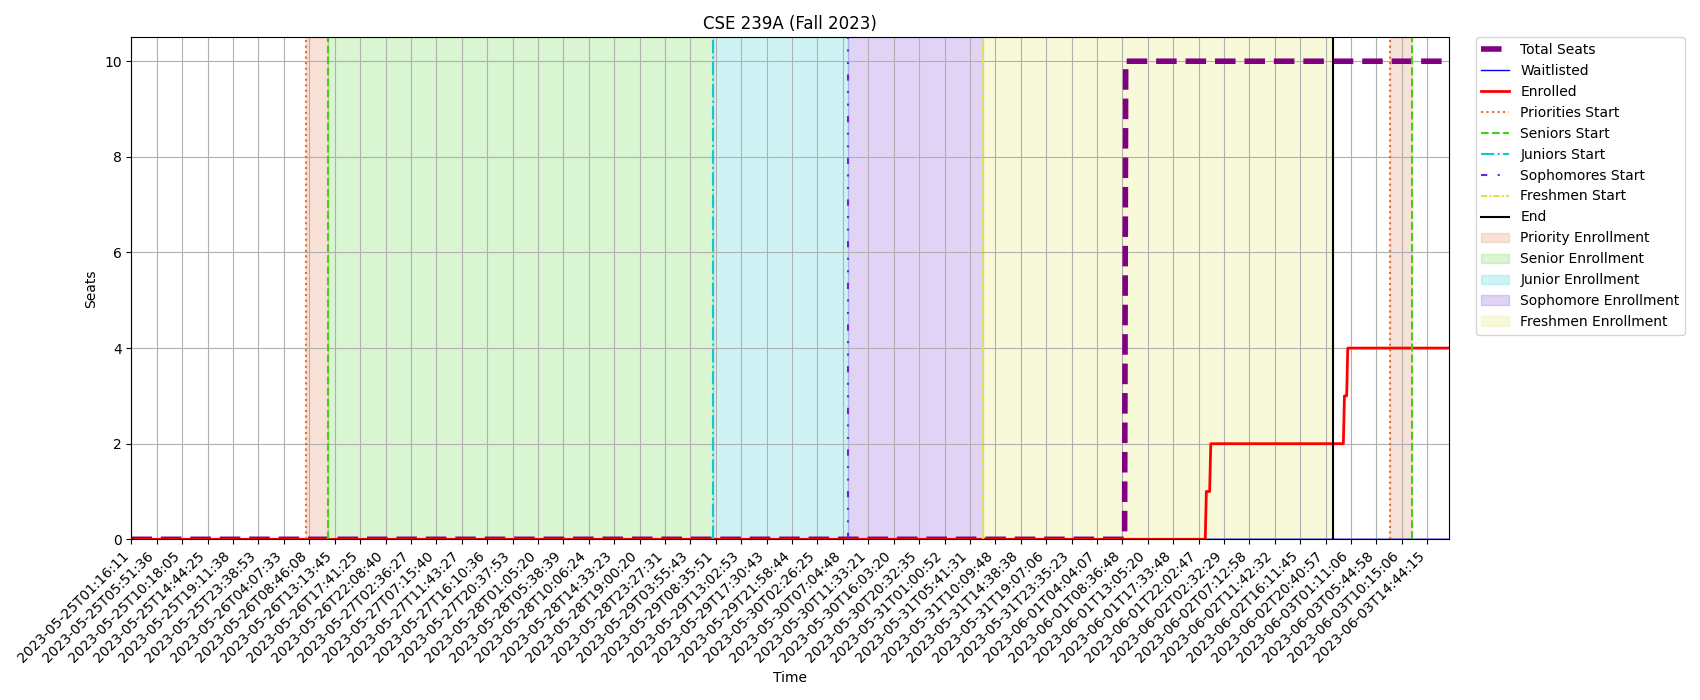 CSE 239A (Fall 2023)
Seats
10
8
6
4
2
0
2023-05-25T01:16:11
2023-05-25T05:51:36
2023-05-25T10:18:05
2023-05-25T14:44:25
2023-05-25T19:11:38
2023-05-25T23:38:53
2023-05-26T04:07:33
2023-05-26T08:46:08
2023-05-26T13:13:45
2023-05-26T17:41:25
2023-05-26T22:08:40
2023-05-27T02:36:27
2023-05-27T07:15:40
2023-05-27T11:43:27
2023-05-27T16:10:36
2023-05-27T20:37:53
2023-05-28T01:05:20
2023-05-28T05:38:39
2023-05-28T10:06:24
2023-05-28T14:33:23
2023-05-28T19:00:20
2023-05-28T23:27:31
2023-05-29T03:55:43
2023-05-29T08:35:51
2023-05-29T13:02:53
2023-05-29T17:30:43
2023-05-29T21:58:44
2023-05-30T02:26:25
2023-05-30T07:04:48
2023-05-30T11:33:21
2023-05-30T16:03:20
2023-05-30T20:32:35
2023-05-31T01:00:52
2023-05-31T05:41:31
2023-05-31T10:09:48
2023-05-31T14:38:38
2023-05-31T19:07:06
2023-05-31T23:35:23
2023-06-01T04:04:07
2023-06-01T08:36:48
2023-06-01T13:05:20
2023-06-01T17:33:48
2023-06-01T22:02:47
2023-06-02T02:32:29
2023-06-02T07:12:58
2023-06-02T11:42:32
2023-06-02T16:11:45
2023-06-02T20:40:57
2023-06-03T01:11:06
2023-06-03T05:44:58
2023-06-03T10:15:06
2023-06-03T14:44:15
Time
Total Seats
Waitlisted
Enrolled
Priorities Start
Seniors Start
Juniors Start
Sophomores Start
Freshmen Start
End
Priority Enrollment
Senior Enrollment
Junior Enrollment
Sophomore Enrollment
Freshmen Enrollment